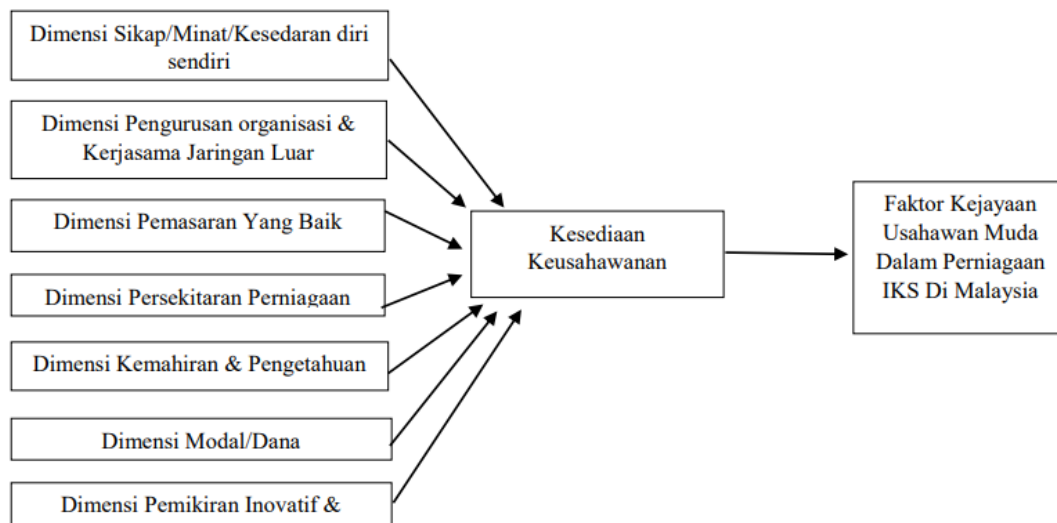 Dimensi Sikap/Minat/Kesedaran diri
sendiri
Dimensi Pengurusan organisasi &
Kerjasama Jaringan Luar
Dimensi Pemasaran Yang Baik
Dimensi Persekitaran Perniagaan
Dimensi Kemahiran & Pengetahuan
Dimensi Modal/Dana
Dimensi Pemikiran Inovatif &
Kesediaan
Keusahawanan
Faktor Kejayaan
Usahawan Muda
Dalam Perniagaan
IKS Di Malaysia